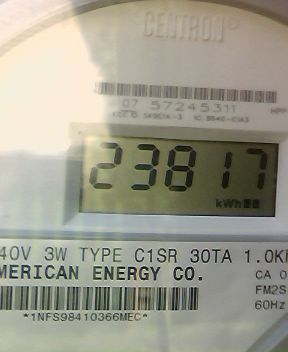 CENTRON
07 57245311
23817
kWh
40V 3W TYPE C1SR 30TA 1.0K
MERICAN ENERGY CO.
CA 0
FM2S
60Hz
*1NFS98410366MEC*